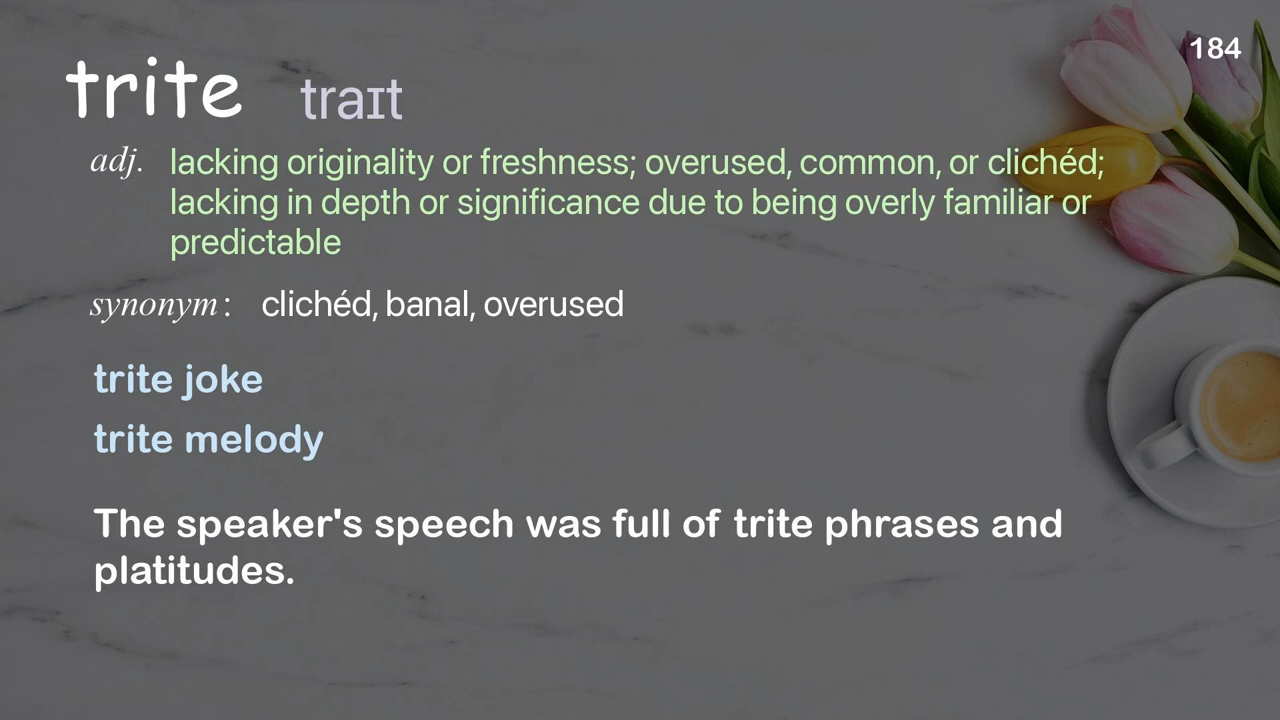 184
trite traɪt
adj. lacking originality or freshness; overused, common, or clichéd;
lacking in depth or significance due to being overly familiar or
predictable
synonym : clichéd, banal, overused
trite joke
trite melody
The speaker's speech was full of trite phrases and
platitudes.